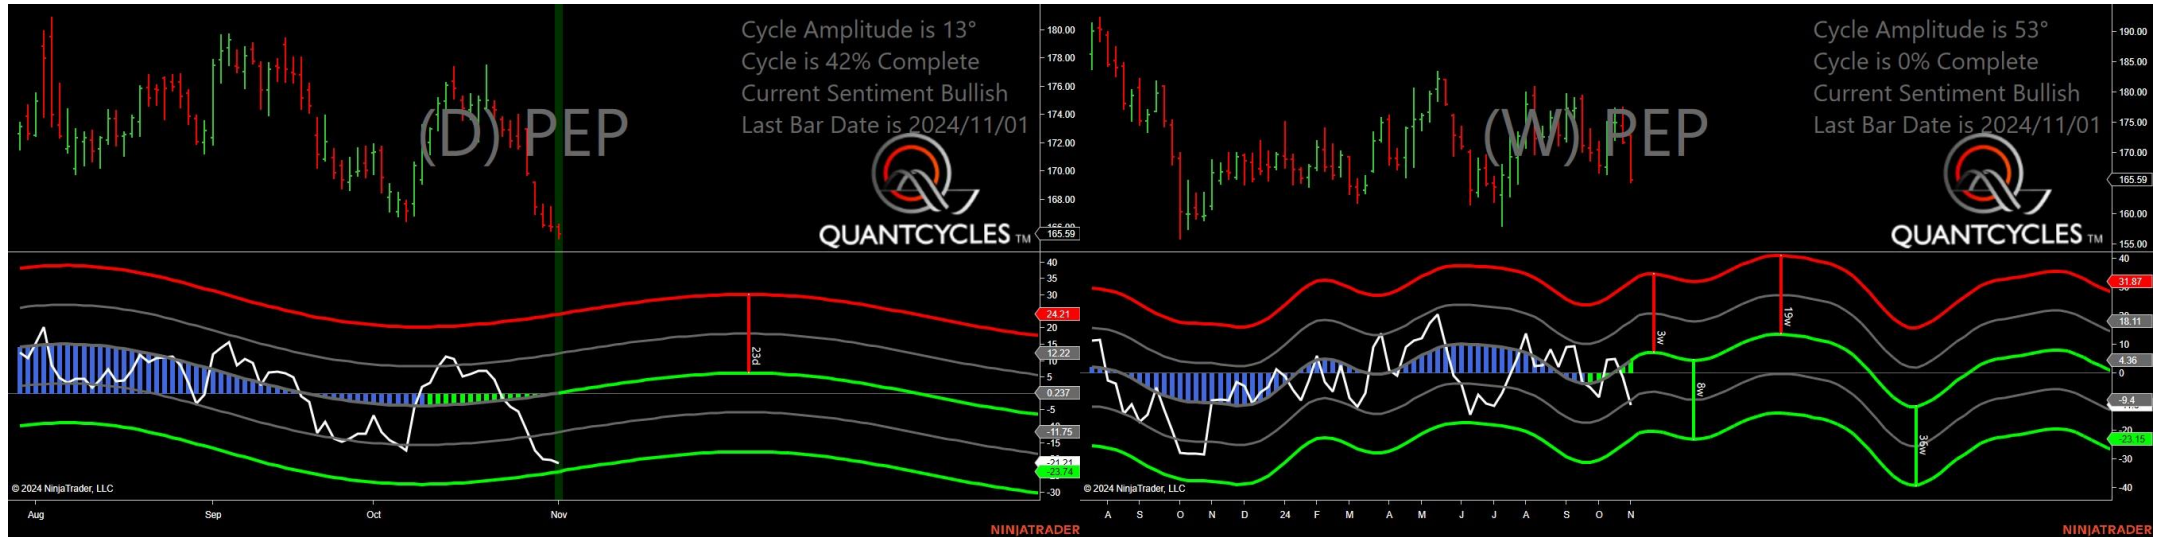 Cycle Amplitude is 13°
Cycle is 42% Complete
Current Sentiment Bullish
Last Bar Date is 2024/11/01
(D) PEP
QUANTCYCLES TM
180.00
178.00
176.00
174.00
172.00
170.00
168.00
165.59
40
35
30
24.21
20
15
12.22
5
0.237
-5
-11.75
-15
-21.21
-23.74
-30
23d
© 2024 NinjaTrader, LLC
Aug Sep Oct Nov
NINJATRADER
Cycle Amplitude is 53°
Cycle is 0% Complete
Current Sentiment Bullish
Last Bar Date is 2024/11/01
(W) PEP
QUANTCYCLES TM
190.00
185.00
180.00
175.00
170.00
165.59
160.00
155.00
40
31.87
18.11
10
4.36
0
-9.4
-23.15
-30
-40
3w
19w
8w
36w
© 2024 NinjaTrader, LLC
A S O N D 24 F M A M J J A S O N
NINJATRADER